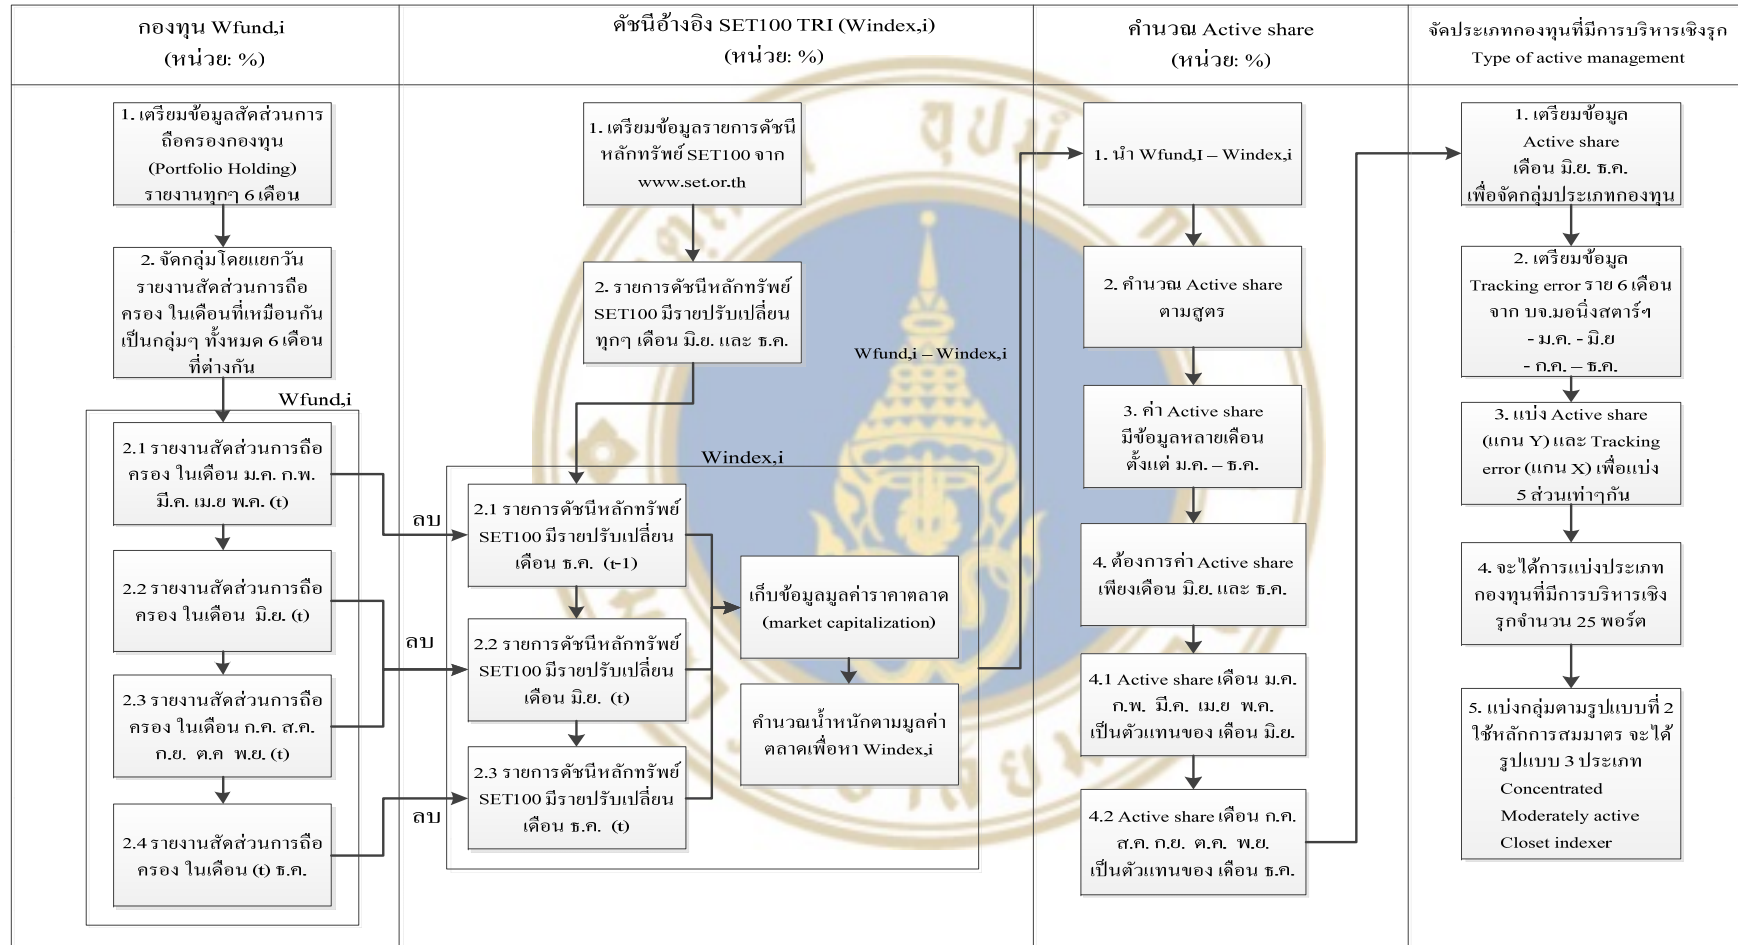 กองทุน Wfund,i
(หน่วย: %)
ดัชนีอ้างอิง SET100 TRI (Windex,i)
(หน่วย: %)
คำนวณ Active share
(หน่วย: %)
จัดประเภทกองทุนที่มีการบริหารเชิงรุก
Type of active management
1. เตรียมข้อมูลสัดส่วนการ
ถือครองกองทุน
(Portfolio Holding)
รายงานทุกๆ 6 เดือน
2. จัดกลุ่มโดยแยกวัน
รายงานสัดส่วนการถือ
ครอง ในเดือนที่เหมือนกัน
เป็นกลุ่มๆ ทั้งหมด 6 เดือน
ที่ต่างกัน
Wfund,i
2.1 รายงานสัดส่วนการถือ
ครอง ในเดือน ม.ค. ก.พ.
มี.ค. เม.ย พ.ค. (t)
2.2 รายงานสัดส่วนการถือ
ครอง ในเดือน มิ.ย. (t)
2.3 รายงานสัดส่วนการถือ
ครอง ในเดือน ก.ค. ส.ค.
ก.ย. ต.ค พ.ย. (t)
2.4 รายงานสัดส่วนการถือ
ครอง ในเดือน (t) ธ.ค.
ลบ
ลบ
ลบ
1. เตรียมข้อมูลรายการดัชนี
หลักทรัพย์ SET100 จาก
www.set.or.th
2. รายการดัชนีหลักทรัพย์
SET100 มีรายปรับเปลี่ยน
ทุกๆ เดือน มิ.ย. และ ธ.ค.
Windex,i
2.1 รายการดัชนีหลักทรัพย์
SET100 มีรายปรับเปลี่ยน
เดือน ธ.ค. (t-1)
2.2 รายการดัชนีหลักทรัพย์
SET100 มีรายปรับเปลี่ยน
เดือน มิ.ย. (t)
2.3 รายการดัชนีหลักทรัพย์
SET100 มีรายปรับเปลี่ยน
เดือน ธ.ค. (t)
เก็บข้อมูลมูลค่าราคาตลาด
(market capitalization)
คำนวณน้ำหนักตามมูลค่า
ตลาดเพื่อหา Windex,i
Wfund,i – Windex,i
1. นำ Wfund,I – Windex,i
2. คำนวณ Active share
ตามสูตร
3. ค่า Active share
มีข้อมูลหลายเดือน
ตั้งแต่ ม.ค. – ธ.ค.
4. ต้องการค่า Active share
เพียงเดือน มิ.ย. และ ธ.ค.
4.1 Active share เดือน ม.ค.
ก.พ. มี.ค. เม.ย พ.ค.
เป็นตัวแทนของ เดือน มิ.ย.
4.2 Active share เดือน ก.ค.
ส.ค. ก.ย. ต.ค. พ.ย.
เป็นตัวแทนของ เดือน ธ.ค.
1. เตรียมข้อมูล
Active share
เดือน มิ.ย. ธ.ค.
เพื่อจัดกลุ่มประเภทกองทุน
2. เตรียมข้อมูล
Tracking error ราย 6 เดือน
จาก บจ.มอนิ่งสตาร์ฯ
- ม.ค. - มิ.ย
- ก.ค. – ธ.ค.
3. แบ่ง Active share
(แกน Y) และ Tracking
error (แกน X) เพื่อแบ่ง
5 ส่วนเท่าๆกัน
4. จะได้การแบ่งประเภท
กองทุนที่มีการบริหารเชิง
รุกจำนวน 25 พอร์ต
5. แบ่งกลุ่มตามรูปแบบที่ 2
ใช้หลักการสมมาตร จะได้
รูปแบบ 3 ประเภท
Concentrated
Moderately active
Closet indexer